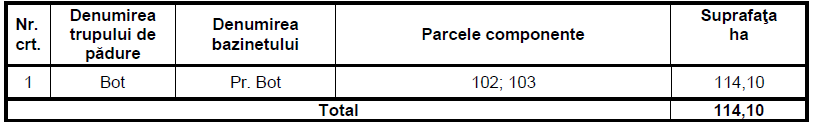 Nr. crt. | Denumirea trupului de pădure | Denumirea bazinetului | Parcele componente | Suprafaţa ha
1 | Bot | Pr. Bot | 102; 103 | 114,10
Total | 114,10